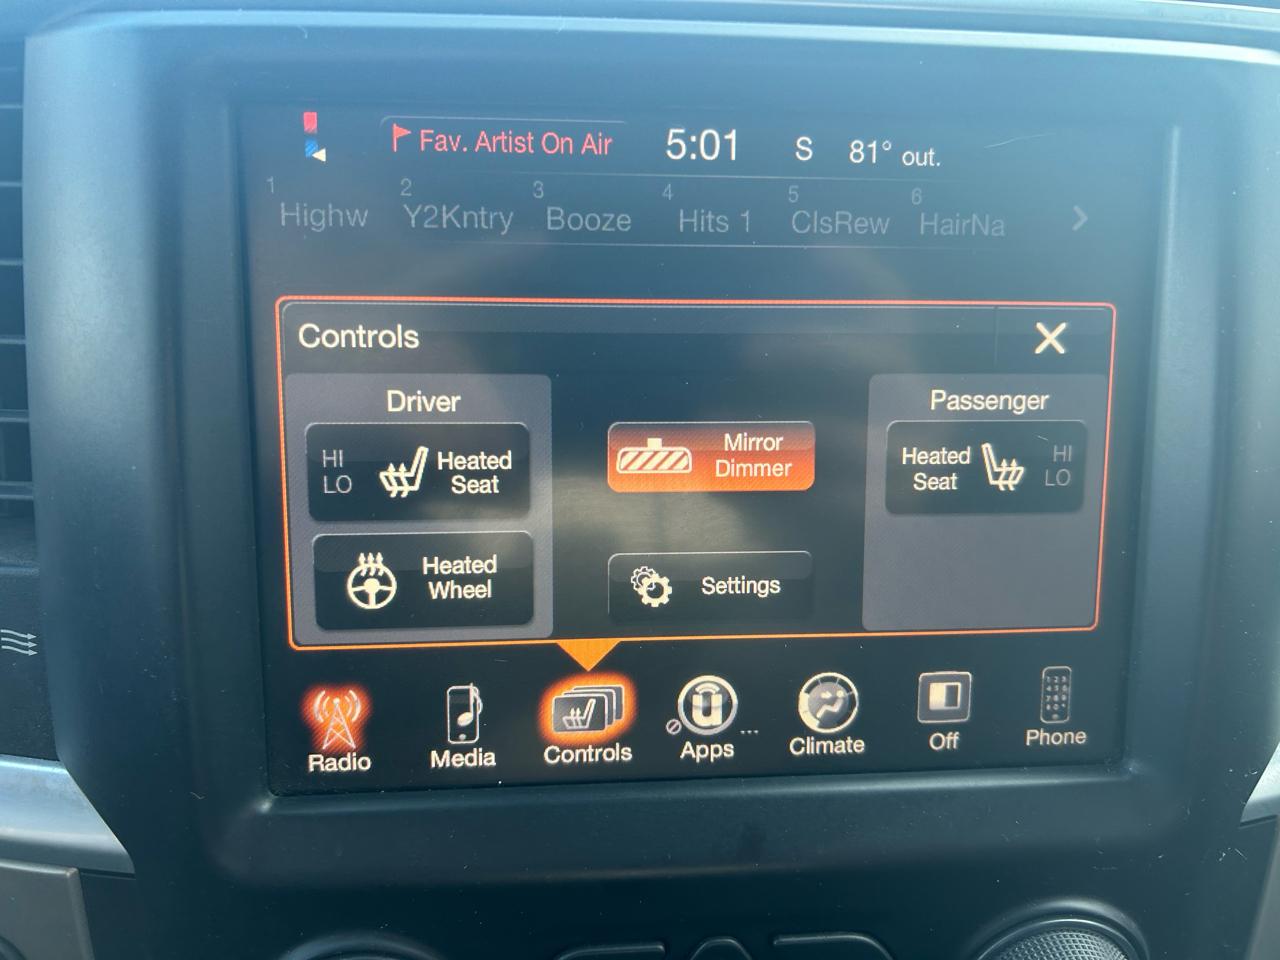 Fav. Artist On Air 5:01 S 81° out.
1 2 3 4 5 6
Highw Y2Kntry Booze Hits 1 ClsRew HairNa
Controls
Driver
HI
LO
Heated
Seat
Heated
Wheel
Mirror
Dimmer
Settings
Passenger
Heated
Seat
HI
LO
Radio Media Controls Apps ... Climate Off Phone